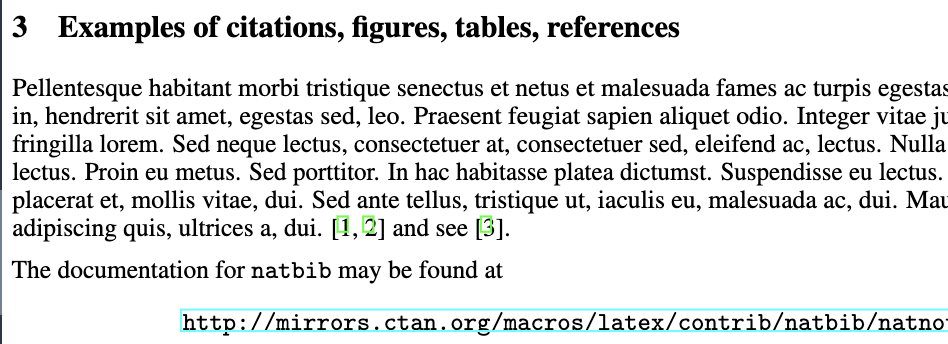 3 Examples of citations, figures, tables, references
Pellentesque habitant morbi tristique senectus et netus et malesuada fames ac turpis egestas
in, hendrerit sit amet, egestas sed, leo. Praesent feugiat sapien aliquet odio. Integer vitae
fringilla lorem. Sed neque lectus, consectetuer at, consectetuer sed, eleifend ac, lectus. Nulla
lectus. Proin eu metus. Sed porttitor. In hac habitasse platea dictumst. Suspendisse eu lectus.
placerat et, mollis vitae, dui. Sed ante tellus, tristique ut, iaculis eu, malesuada ac, dui.
adipiscing quis, ultrices a, dui. [1, 2] and see [3].
The documentation for natbib may be found at
http://mirrors.ctan.org/macros/latex/contrib/natbib/natno